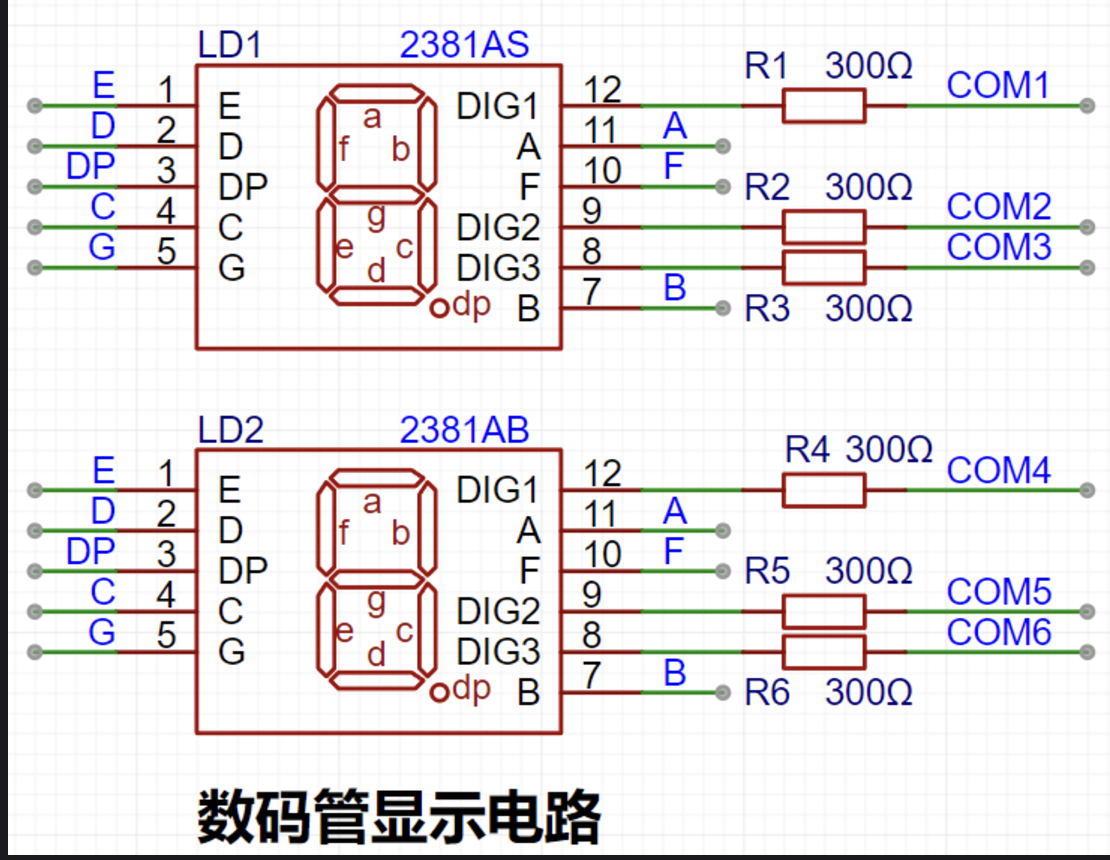 LD1 2381AS
R1 300Ω
E 1 E DIG1 12 COM1
D 2 D A 11 A
DP 3 DP F 10 F
R2 300Ω
C 4 C DIG2 9 COM2
G 5 G DIG3 8 COM3
B 7 B
R3 300Ω
a
f b
g
e c
d
dp
LD2 2381AB
R4 300Ω
E 1 E DIG1 12 COM4
D 2 D A 11 A
DP 3 DP F 10 F
R5 300Ω
C 4 C DIG2 9 COM5
G 5 G DIG3 8 COM6
B 7 B
R6 300Ω
a
f b
g
e c
d
dp
数码管显示电路